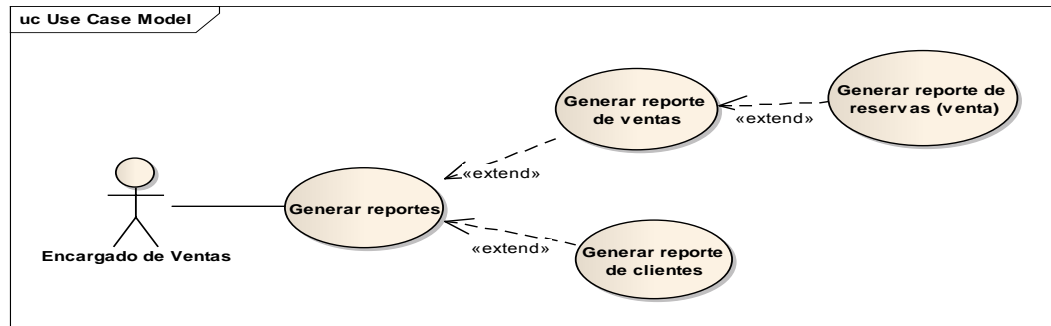 uc Use Case Model
Generar reporte
de ventas
«extend»
Generar reporte de
reservas (venta)
«extend»
Generar reportes
Encargado de Ventas
«extend»
Generar reporte
de clientes